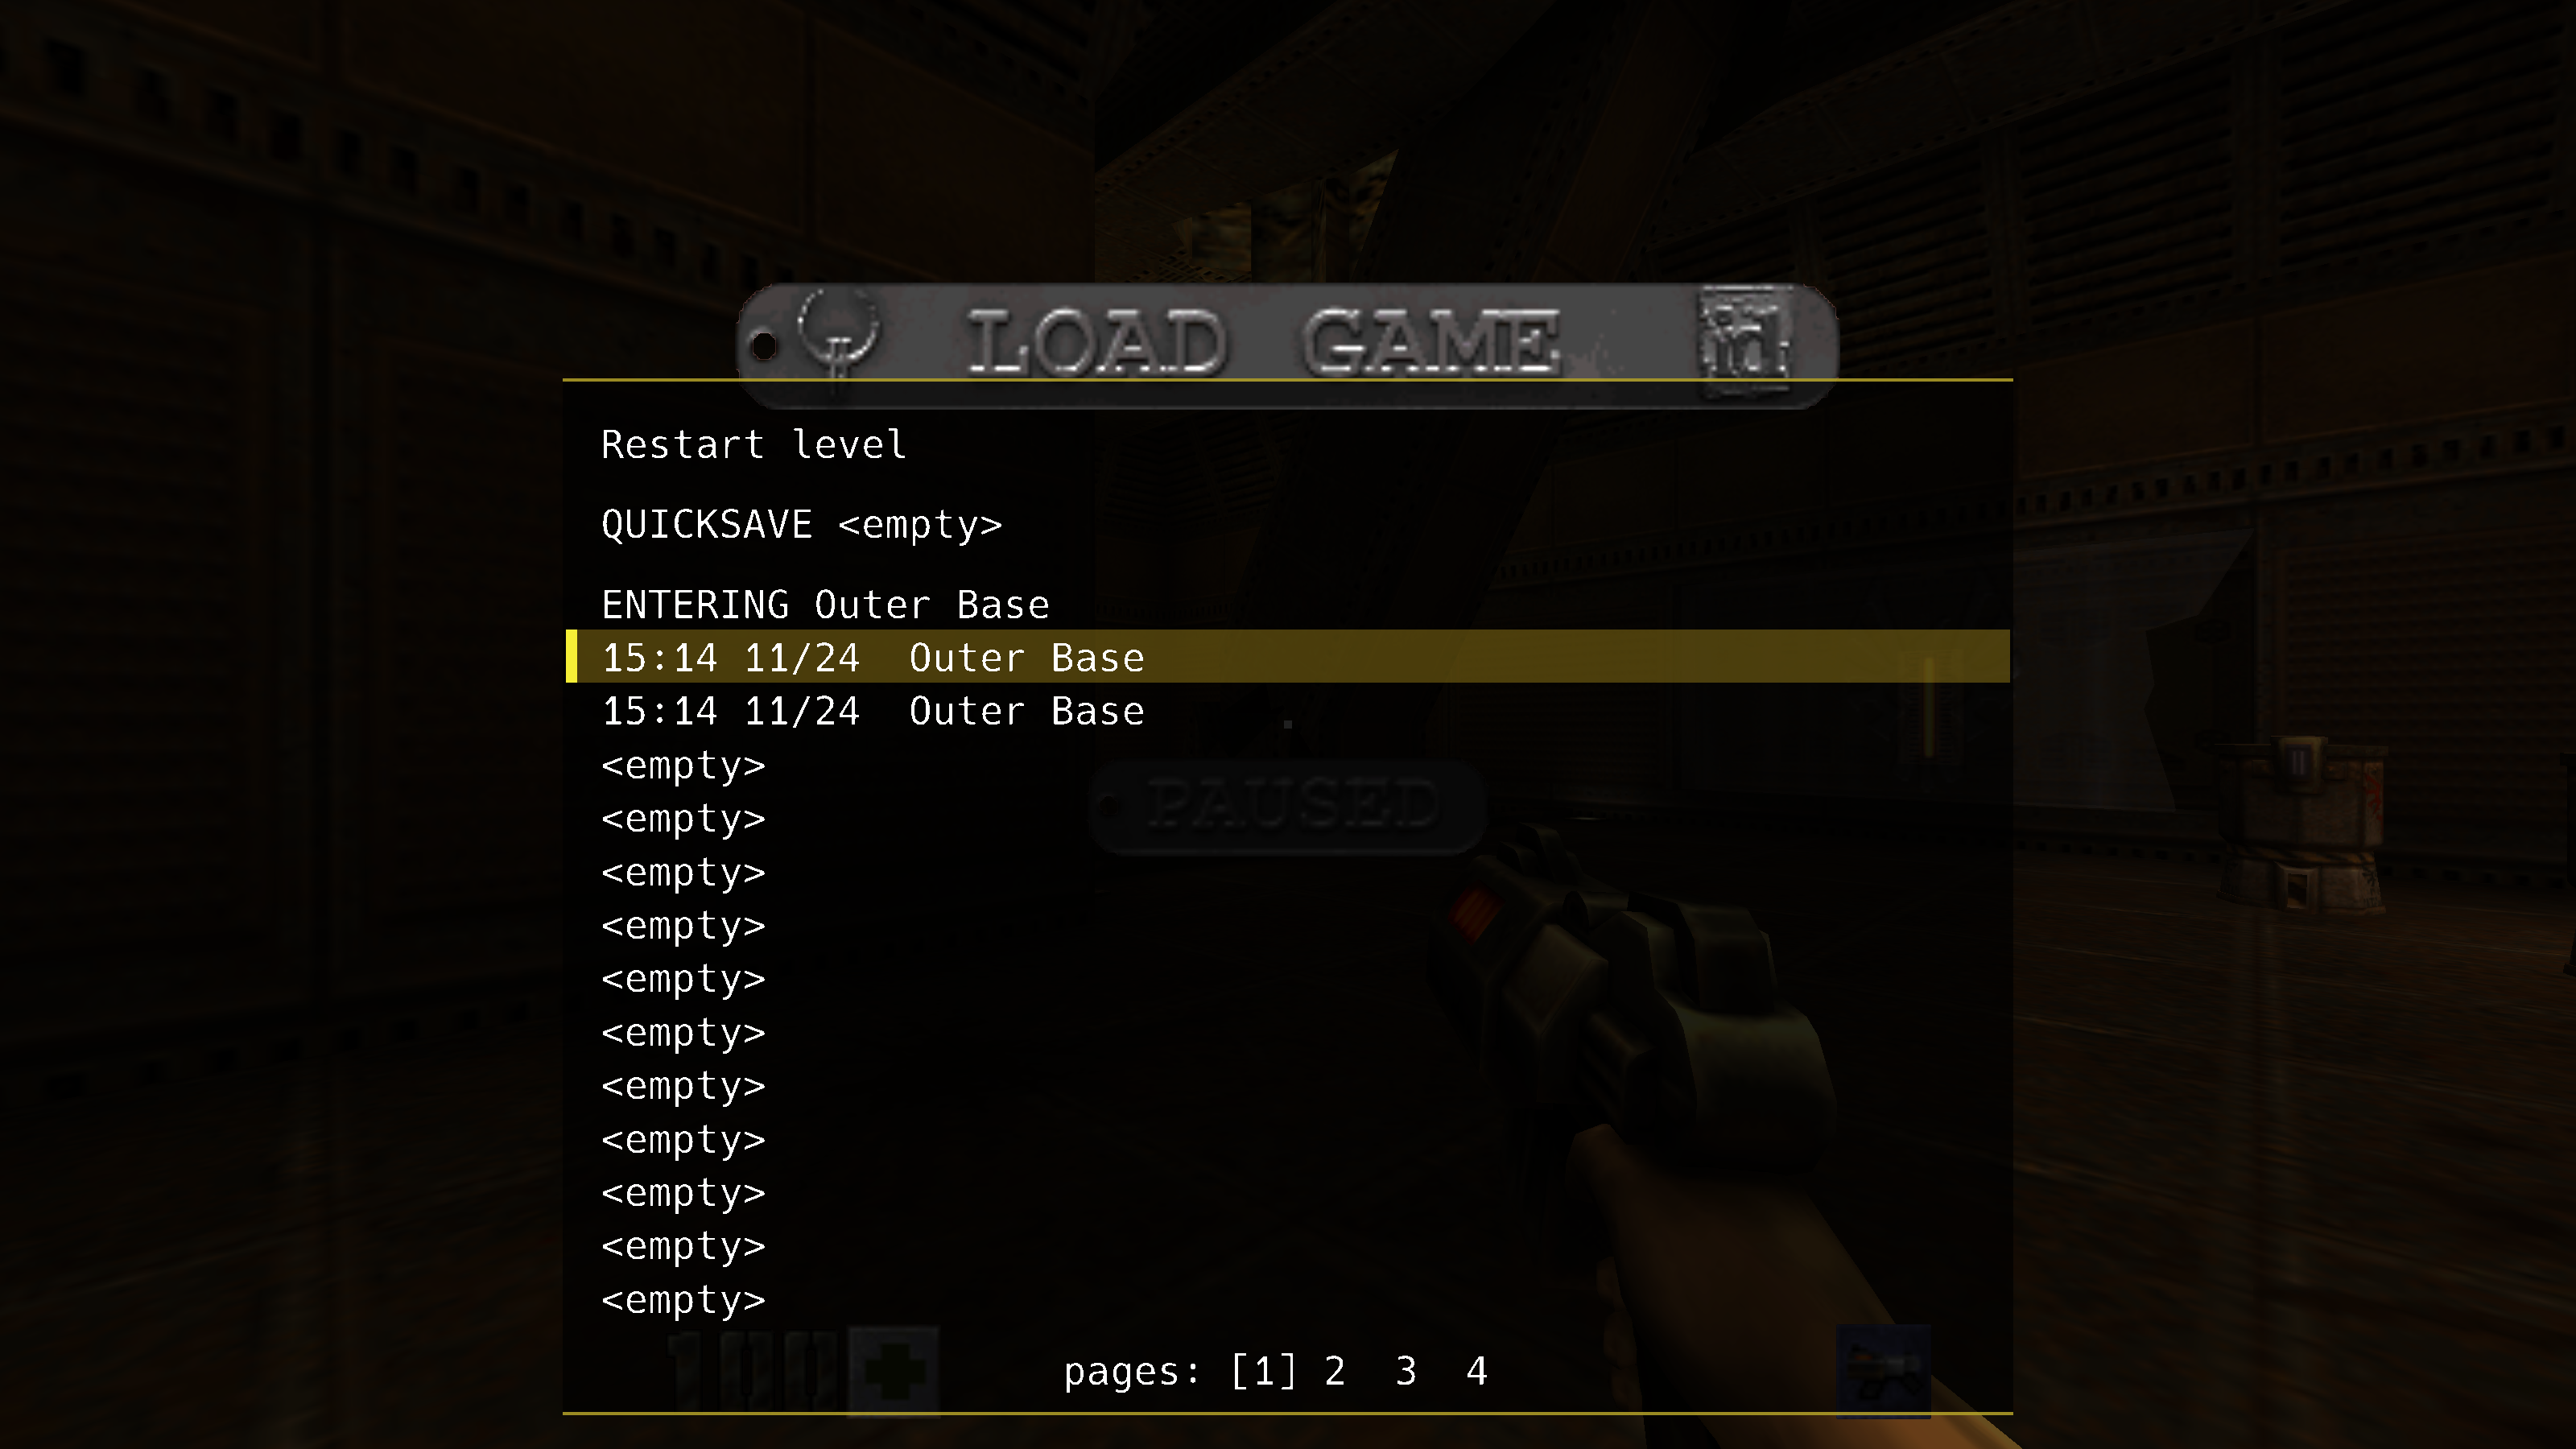 LOAD GAME id
Restart level
QUICKSAVE <empty>
ENTERING Outer Base
15:14 11/24  Outer Base
15:14 11/24  Outer Base
<empty>
PAUSED
<empty>
<empty>
<empty>
<empty>
<empty>
<empty>
<empty>
<empty>
<empty>
<empty>
100
pages: [1] 2  3  4